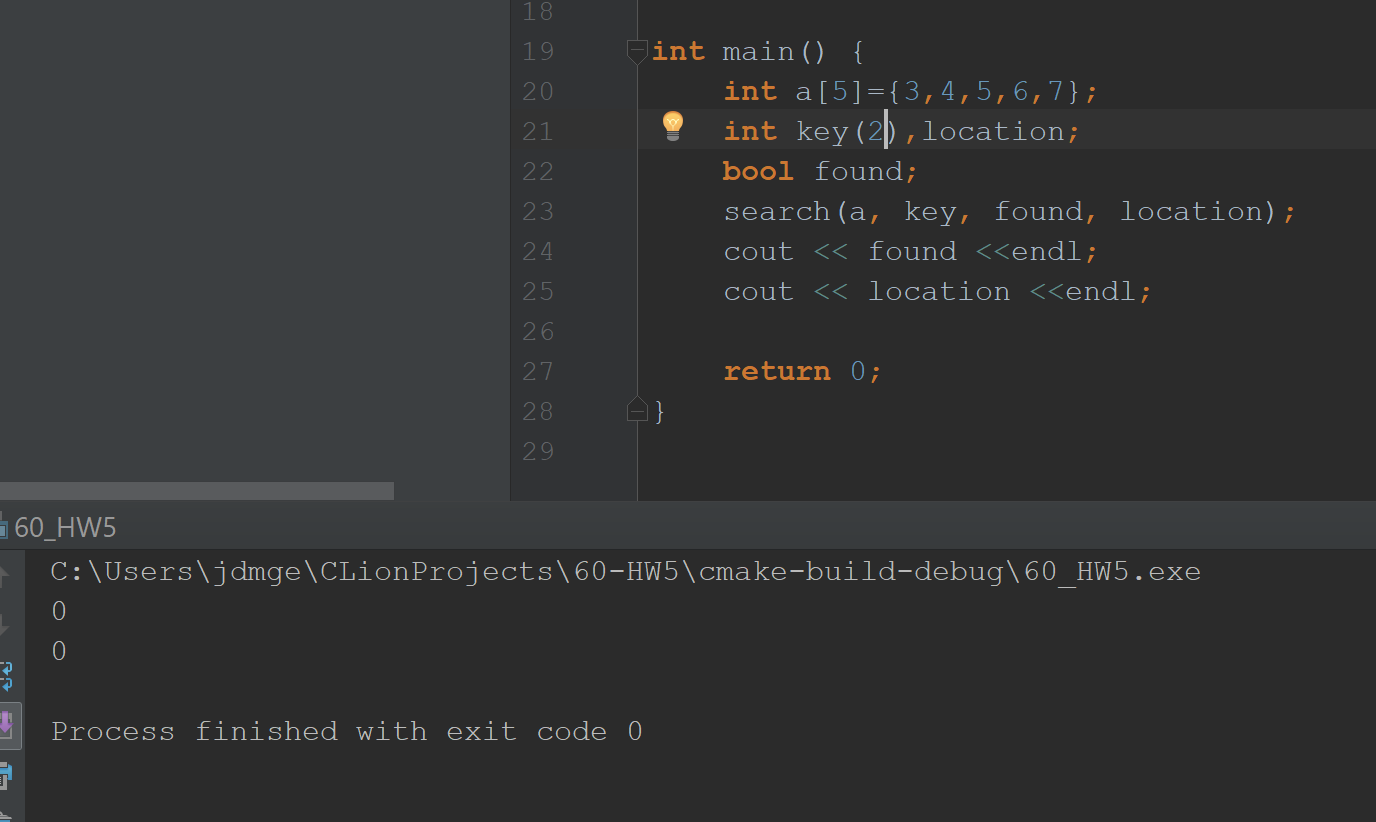 18
19 int main() {
20 int a[5]={3,4,5,6,7};
21 int key(2),location;
22 bool found;
23 search(a, key, found, location);
24 cout << found <<endl;
25 cout << location <<endl;
26
27 return 0;
28 }
29
60_HW5
C:\Users\jdmge\CLionProjects\60-HW5\cmake-build-debug\60_HW5.exe
0
0
Process finished with exit code 0